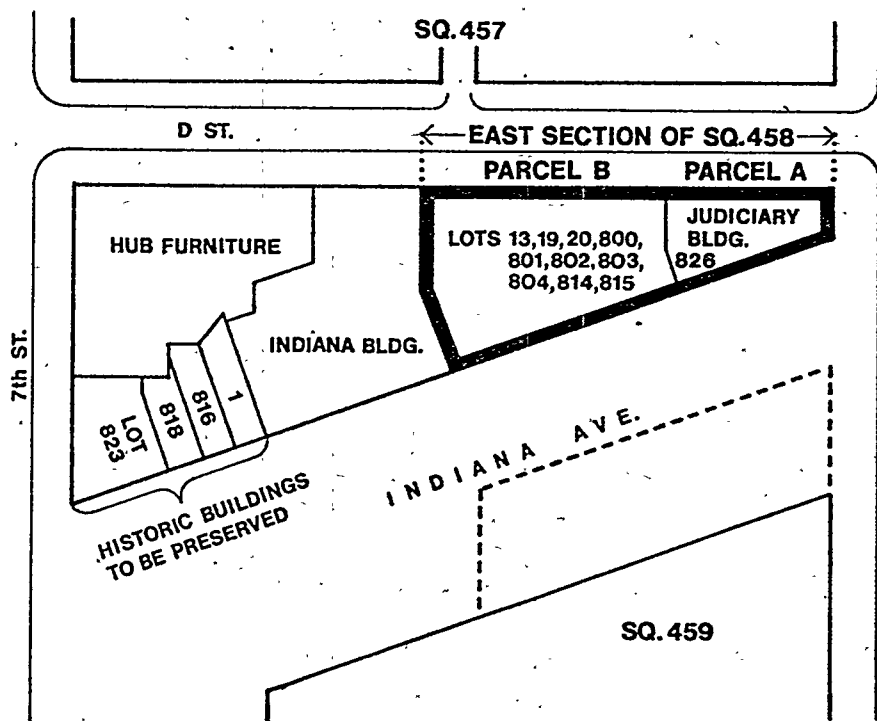 SQ.457
D ST.
EAST SECTION OF SQ.458
PARCEL B
PARCEL A
HUB FURNITURE
LOTS 13,19,20,800,
801,802,803,
804,814,815
JUDICIARY
BLDG.
826
INDIANA BLDG.
7th ST.
LOT
823
818
816
1
HISTORIC BUILDINGS
TO BE PRESERVED
INDIANA AVE.
SQ.459